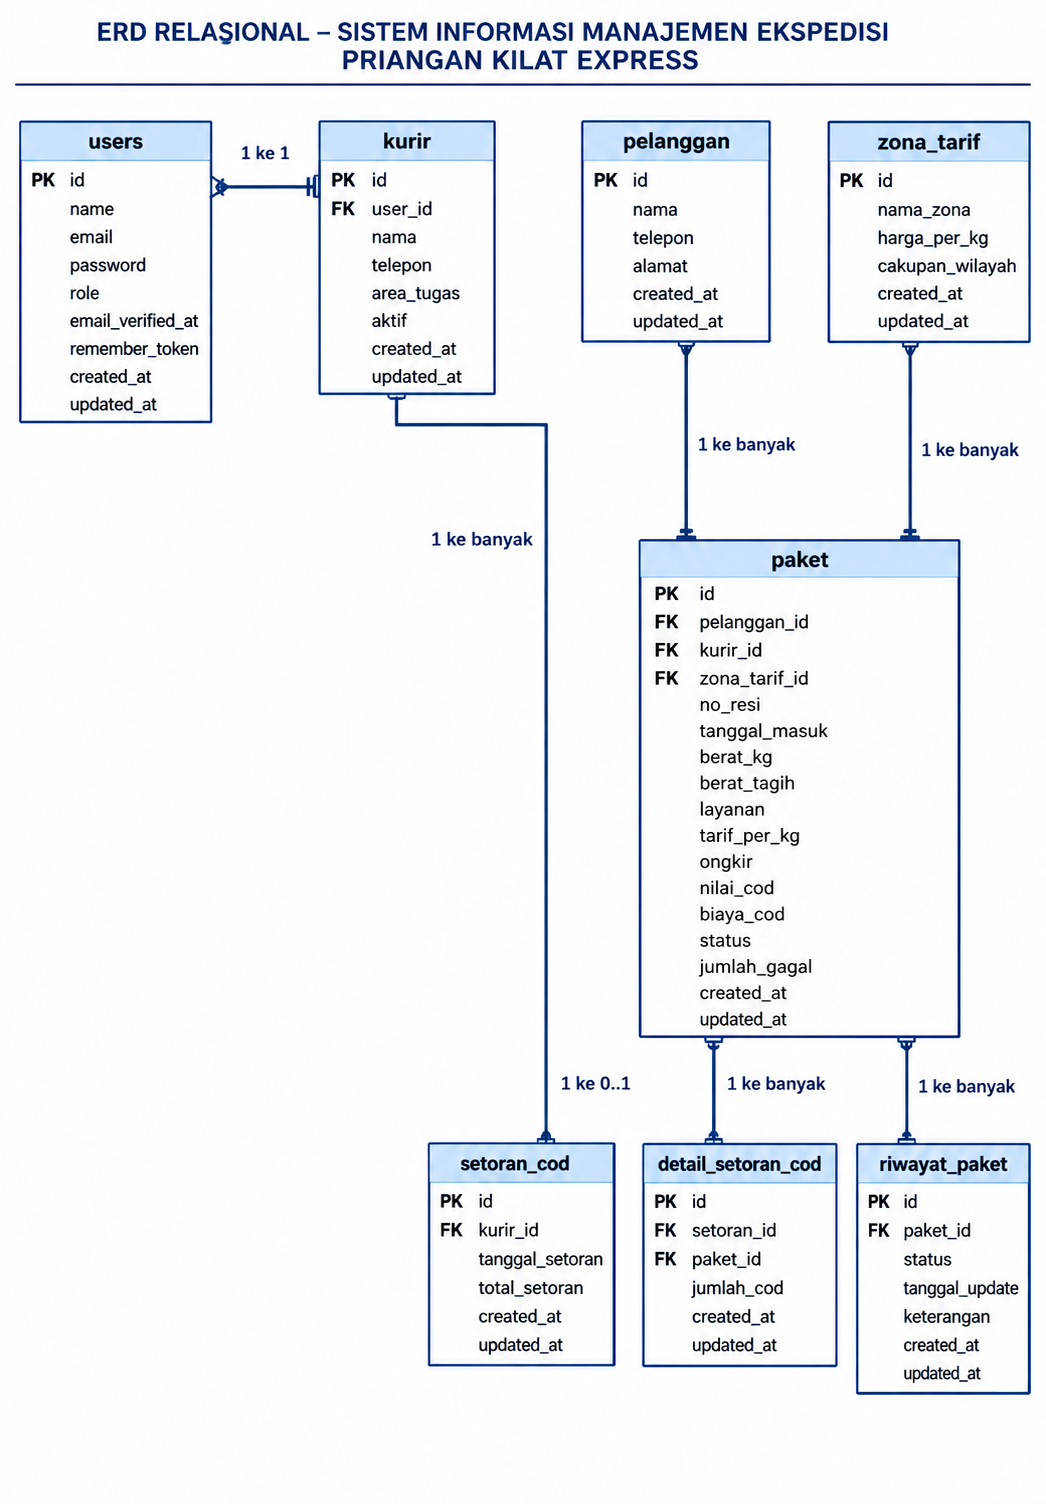 ERD RELAŞIONAL – SISTEM INFORMASI MANAJEMEN EKSPEDISI
PRIANGAN KILAT EXPRESS
users
PK id
name
email
password
role
email_verified_at
remember_token
created_at
updated_at
1 ke 1
kurir
PK id
FK user_id
nama
telepon
area_tugas
aktif
created_at
updated_at
pelanggan
PK id
nama
telepon
alamat
created_at
updated_at
zona_tarif
PK id
nama_zona
harga_per_kg
cakupan_wilayah
created_at
updated_at
1 ke banyak
1 ke banyak
1 ke banyak
paket
PK id
FK pelanggan_id
FK kurir_id
FK zona_tarif_id
no_resi
tanggal_masuk
berat_kg
berat_tagih
layanan
tarif_per_kg
ongkir
nilai_cod
biaya_cod
status
jumlah_gagal
created_at
updated_at
1 ke 0..1
1 ke banyak
1 ke banyak
setoran_cod
PK id
FK kurir_id
tanggal_setoran
total_setoran
created_at
updated_at
detail_setoran_cod
PK id
FK setoran_id
FK paket_id
jumlah_cod
created_at
updated_at
riwayat_paket
PK id
FK paket_id
status
tanggal_update
keterangan
created_at
updated_at